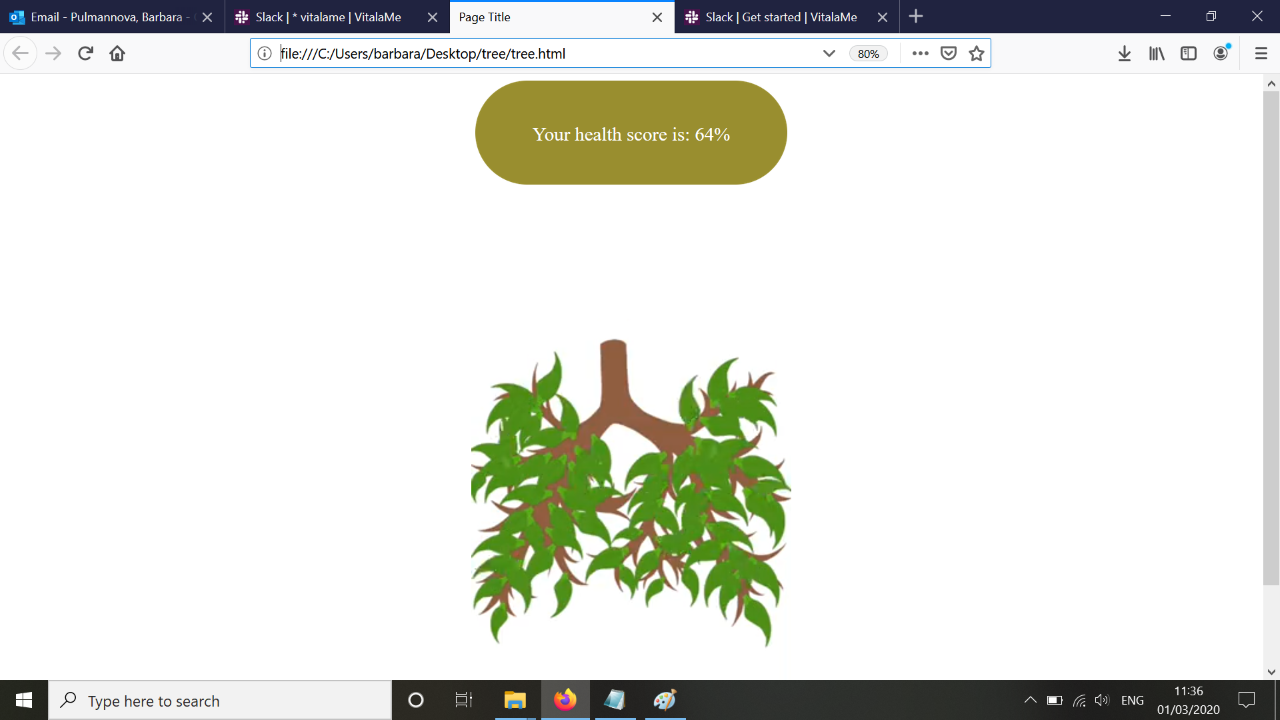 Email - Pulmannova, Barbara -
Slack | * vitalame | VitalaMe
Page Title
Slack | Get started | VitalaMe
file:///C:/Users/barbara/Desktop/tree/tree.html
80%
Your health score is: 64%
Type here to search
ENG
11:36
01/03/2020